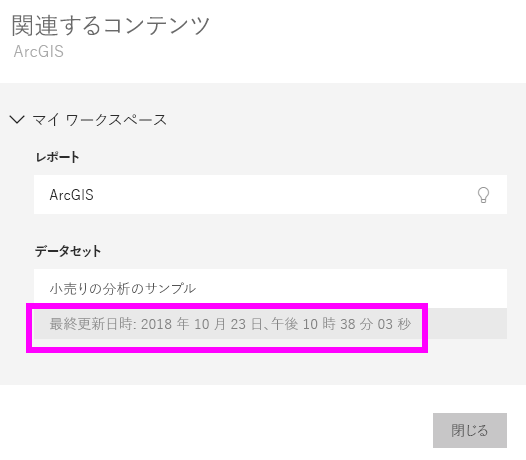 関連するコンテンツ
ArcGIS
マイ ワークスペース
レポート
ArcGIS
データセット
小売りの分析のサンプル
最終更新日時: 2018 年 10 月 23 日、午後 10 時 38 分 03 秒
閉じる